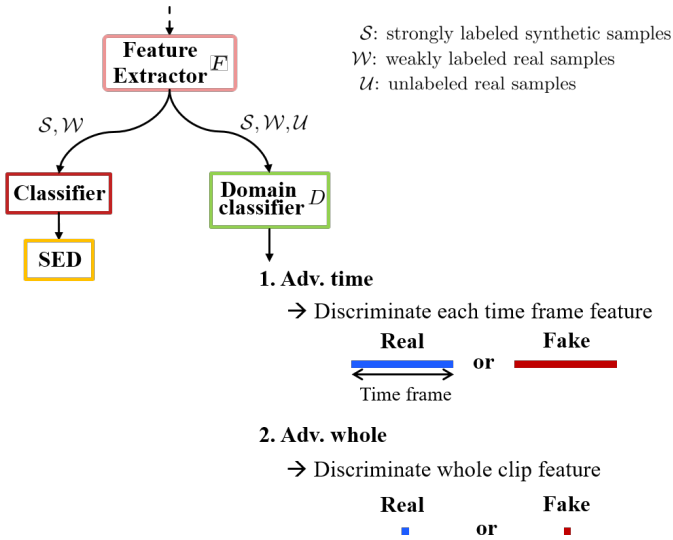 Feature
Extractor F
𝒮: strongly labeled synthetic samples
𝒲: weakly labeled real samples
𝒰: unlabeled real samples
𝒮, 𝒲
𝒮, 𝒲, 𝒰
Classifier
Domain
classifier D
SED
1. Adv. time
→ Discriminate each time frame feature
Real
Fake
or
Time frame
2. Adv. whole
→ Discriminate whole clip feature
Real
Fake
or